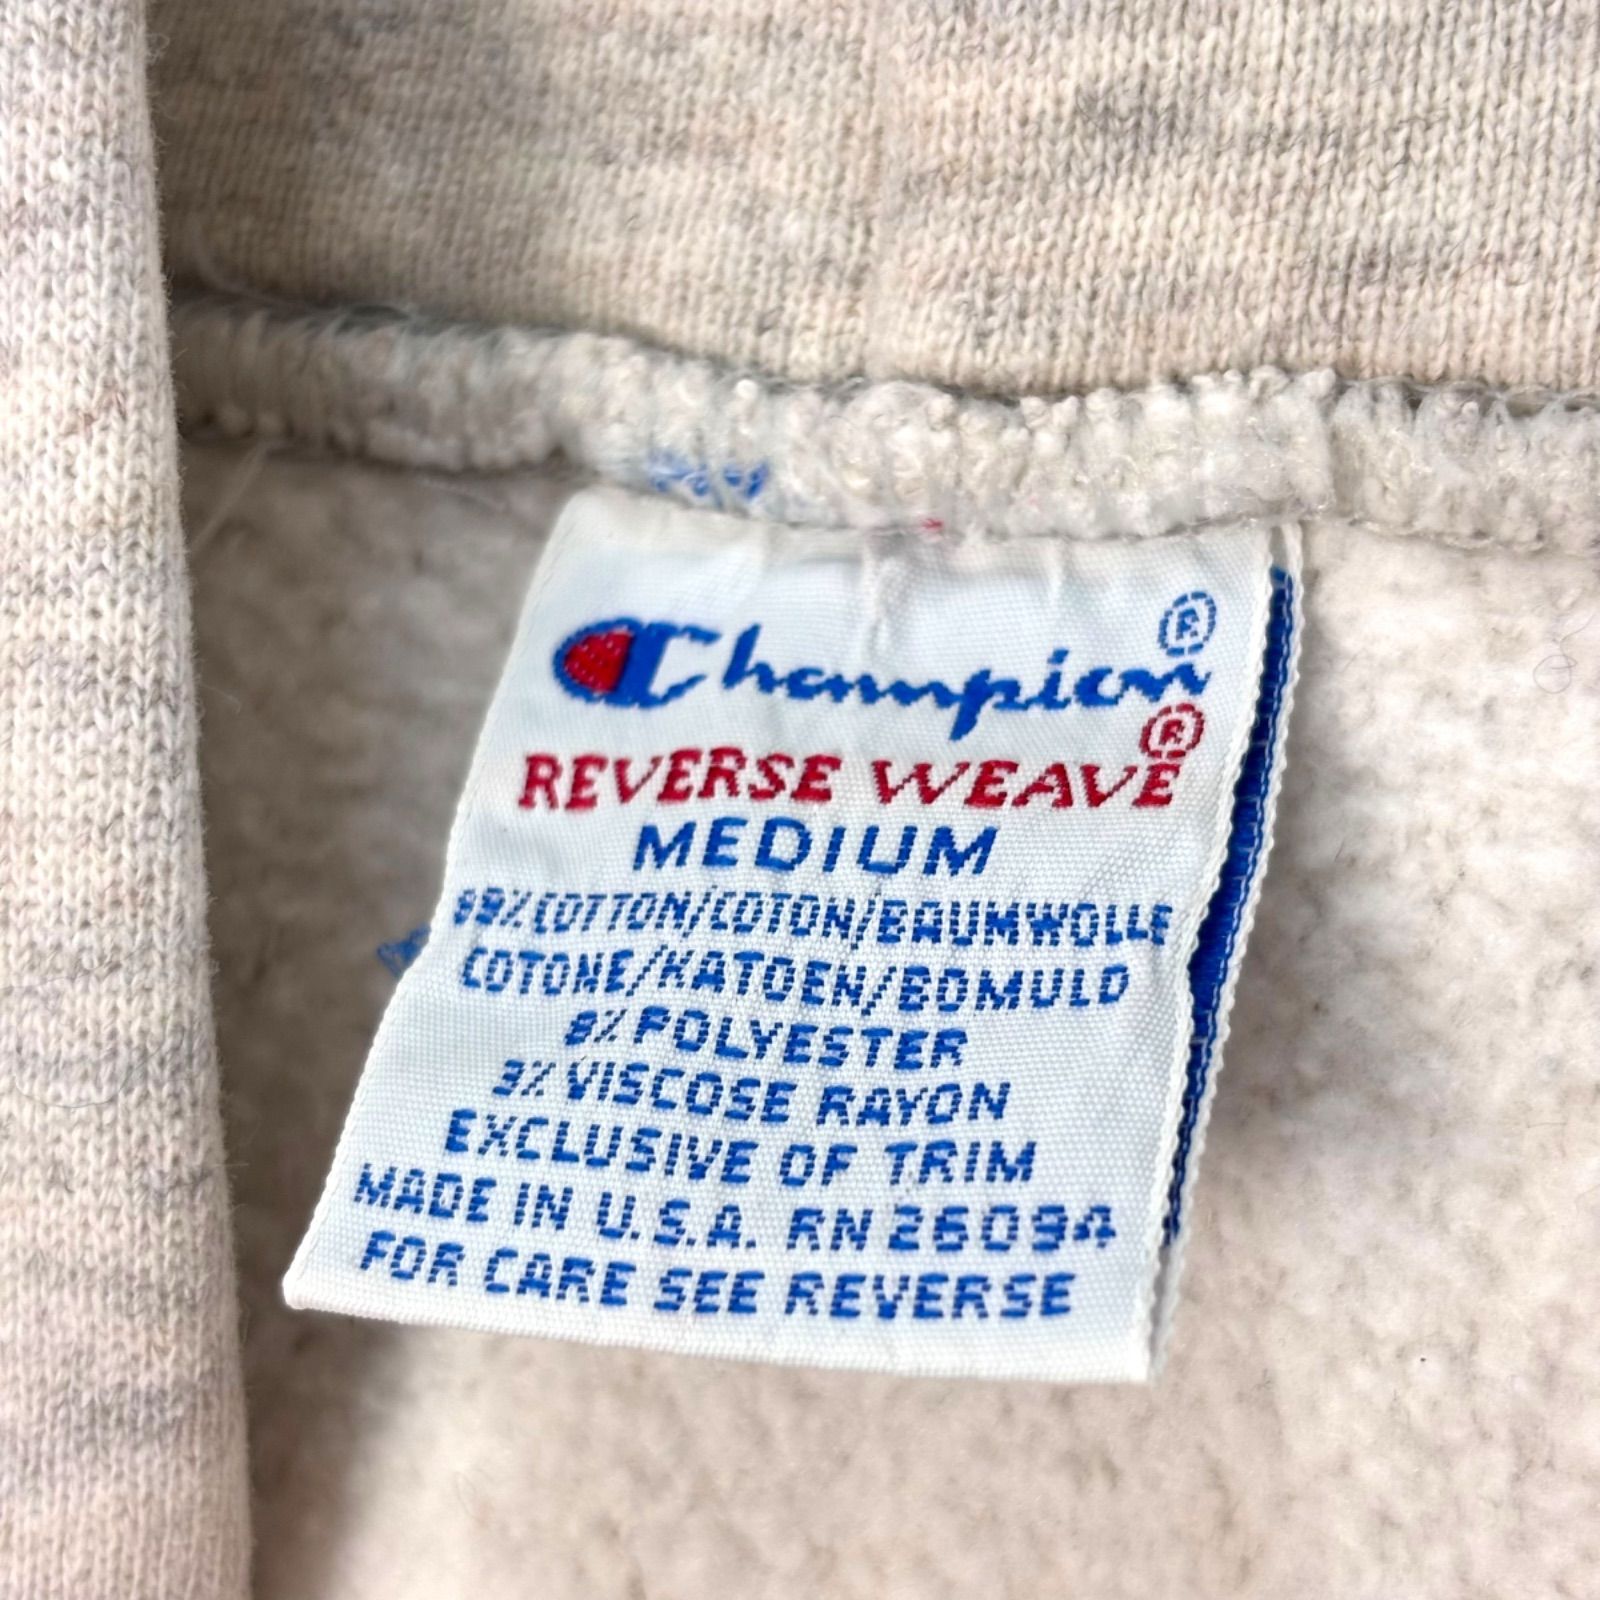 Champion®
REVERSE WEAVE®
MEDIUM
89% COTTON/COTON/BAUMWOLLE
COTONE/KATOEN/BOMULD
8% POLYESTER
3% VISCOSE RAYON
EXCLUSIVE OF TRIM
MADE IN U.S.A. RN 26094
FOR CARE SEE REVERSE